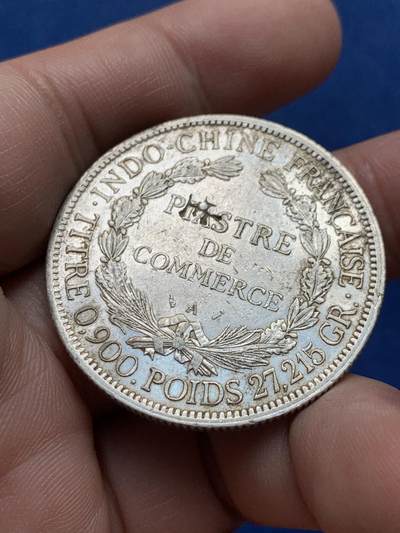 INDO-CHINE FRANÇAISE
PIASTRE
DE
COMMERCE
A
TITRE 0,900. POIDS 27,215 GR.